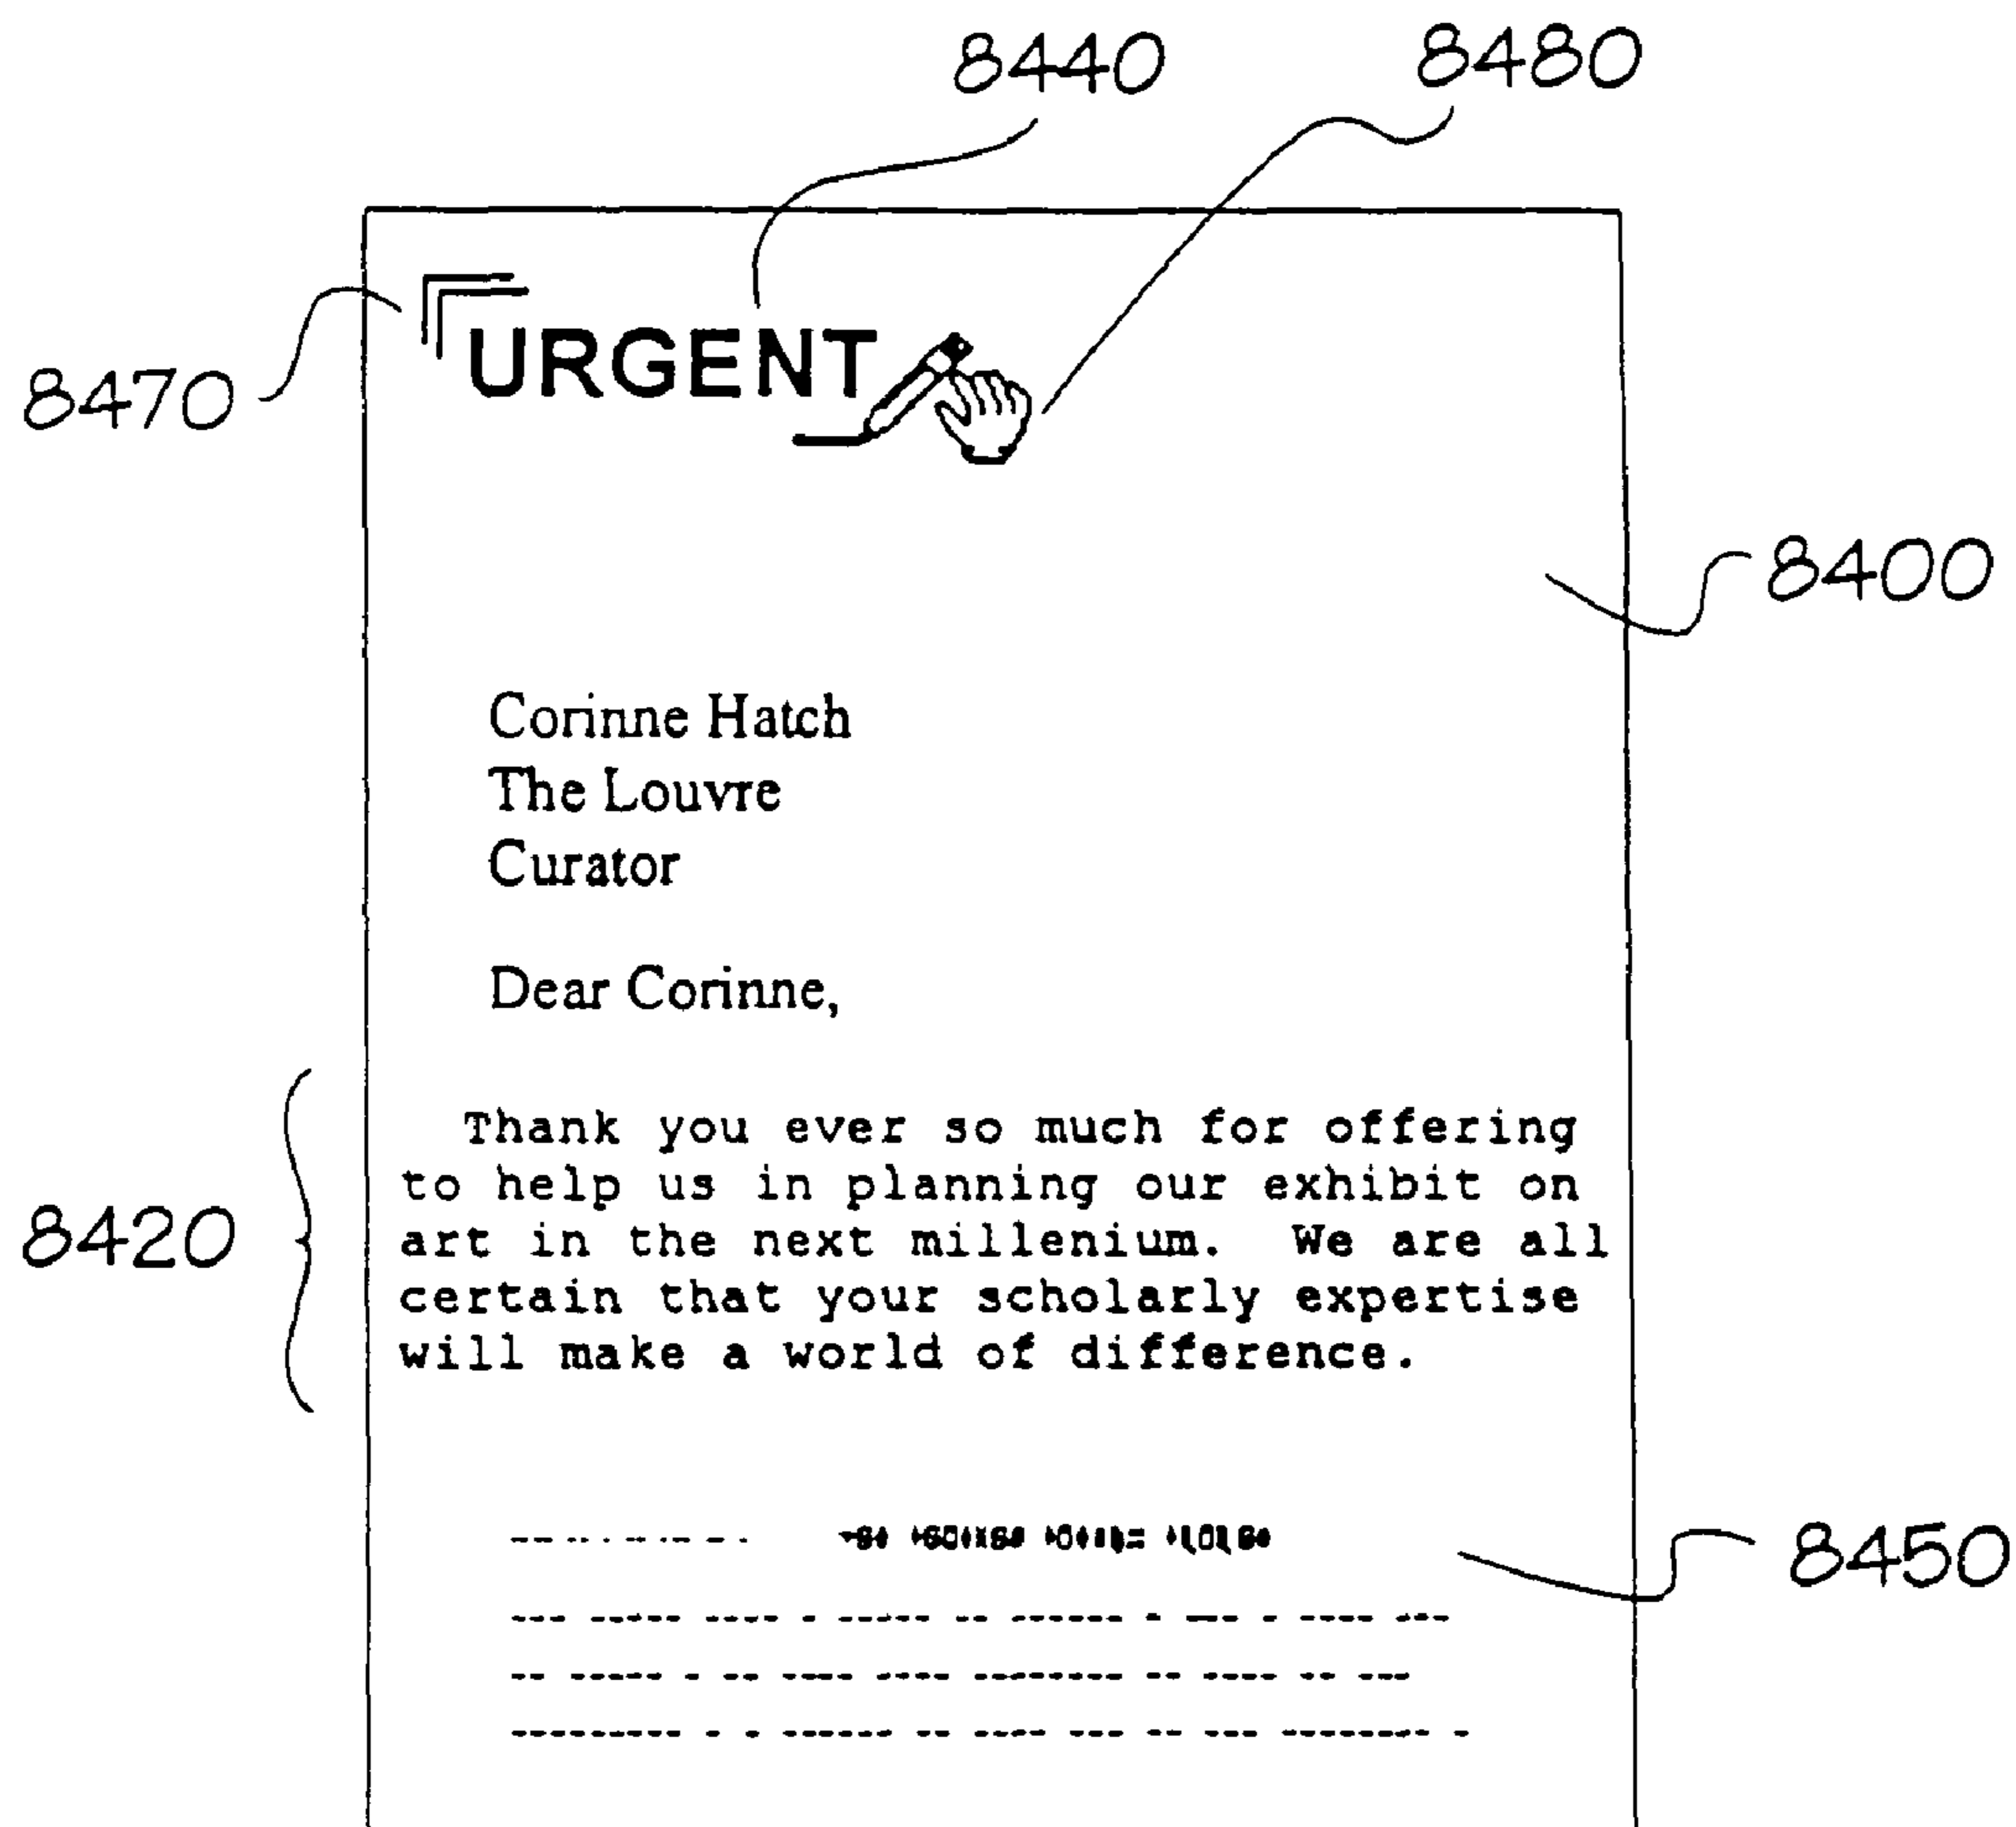 8440 8480
URGENT
8470
8400
Corinne Hatch
The Louvre
Curator
Dear Corinne,
Thank you ever so much for offering
to help us in planning our exhibit on
art in the next millenium. We are all
certain that your scholarly expertise
will make a world of difference.
8420
8450